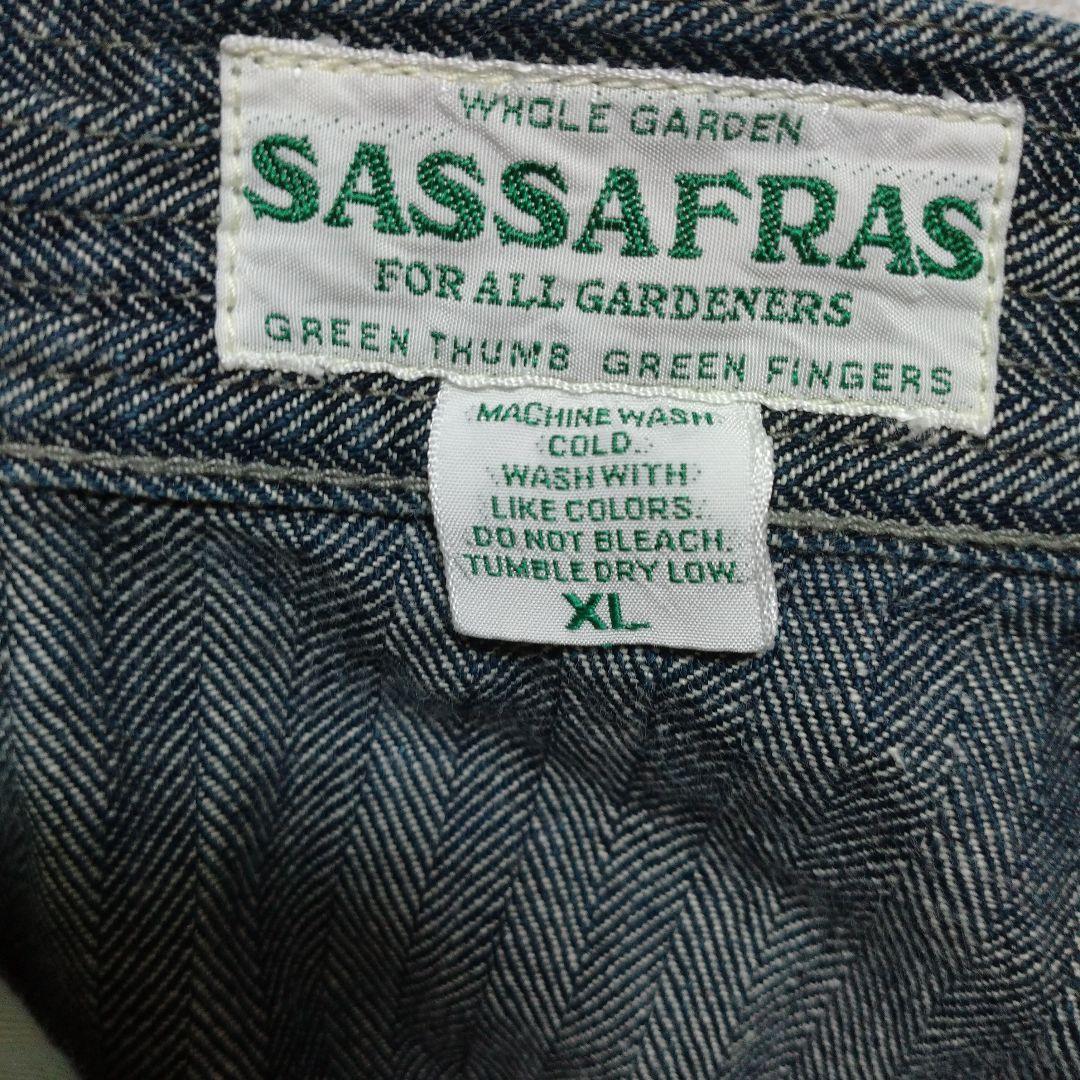 WHOLE GARDEN
SASSAFRAS
FOR ALL GARDENERS
GREEN THUMB GREEN FINGERS
MACHINE WASH
COLD.
WASH WITH
LIKE COLORS.
DO NOT BLEACH.
TUMBLE DRY LOW.
XL